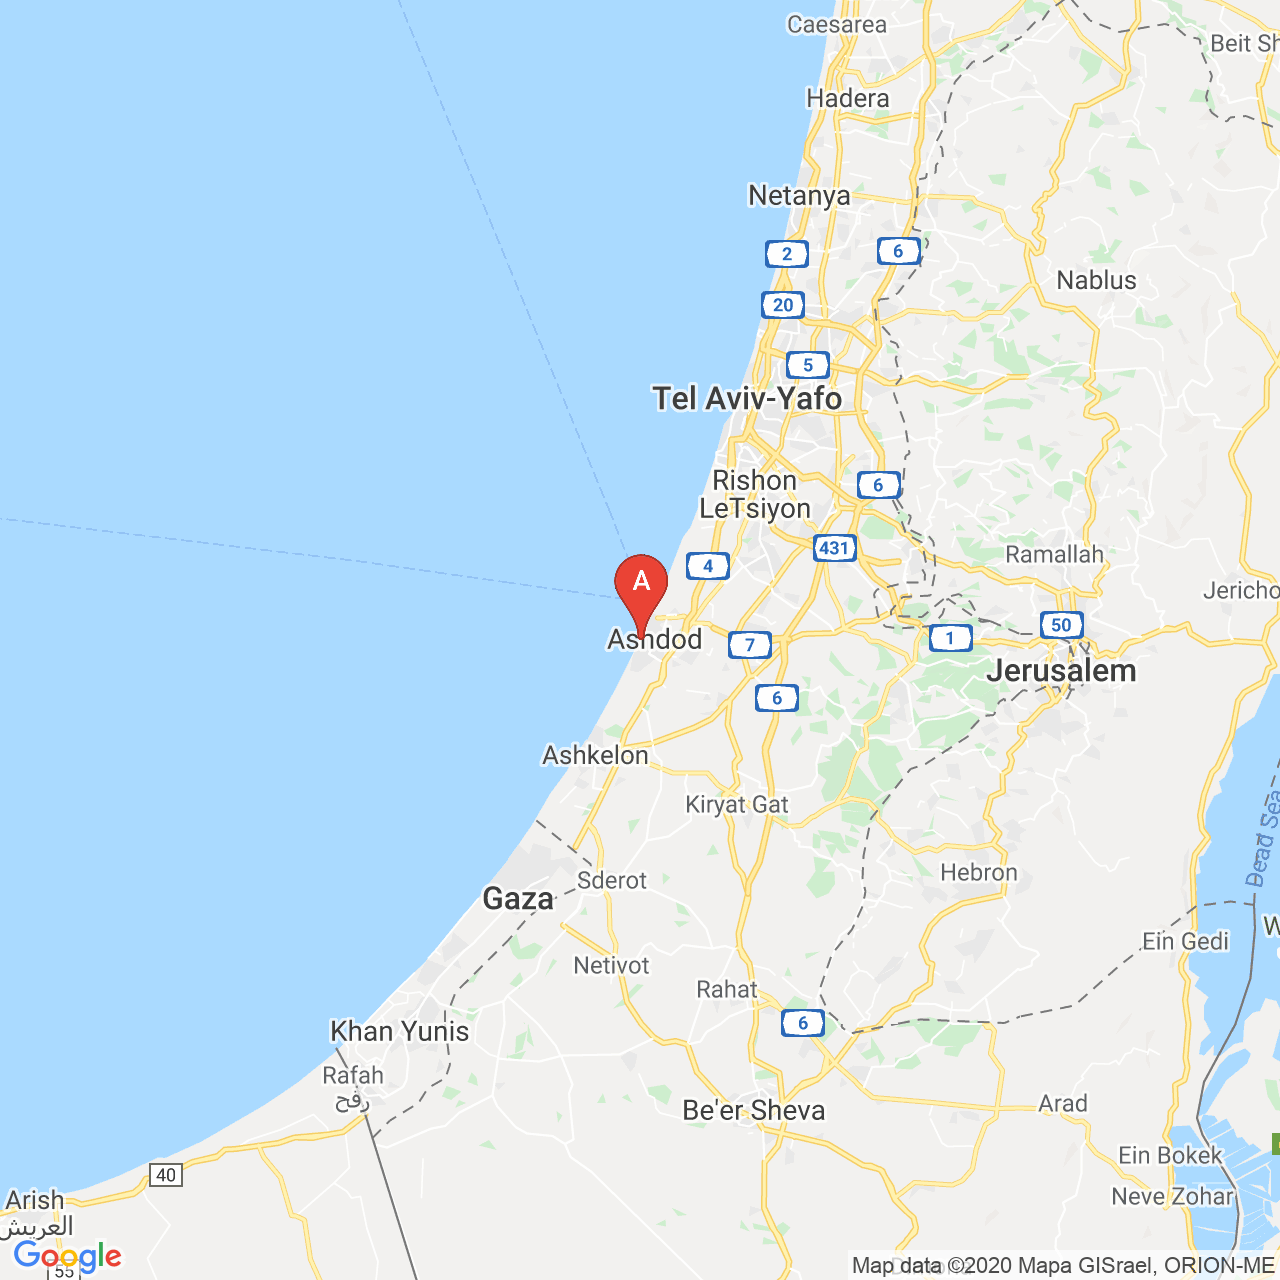 Caesarea
Beit Sh
Hadera
Netanya
2
6
20
Nablus
5
Tel Aviv-Yafo
Rishon
LeTsiyon
6
431
Ramallah
4
A
Jericho
Ashdod
7
1
50
Jerusalem
6
Ashkelon
Kiryat Gat
Dead Sea
Hebron
Sderot
Gaza
W
Ein Gedi
Netivot
Rahat
6
Khan Yunis
Rafah
رفح
Arad
Be'er Sheva
Ein Bokek
40
Neve Zohar
Arish
العريش
Google
55
Map data ©2020 Mapa GISrael, ORION-ME